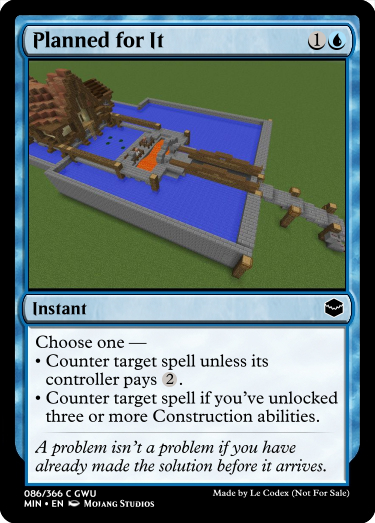 Planned for It 1
Instant
Choose one —
• Counter target spell unless its
controller pays 2.
• Counter target spell if you've unlocked
three or more Construction abilities.
A problem isn't a problem if you have
already made the solution before it arrives.
086/366 C GWU
MIN • EN Mojang Studios
Made by Le Codex (Not For Sale)